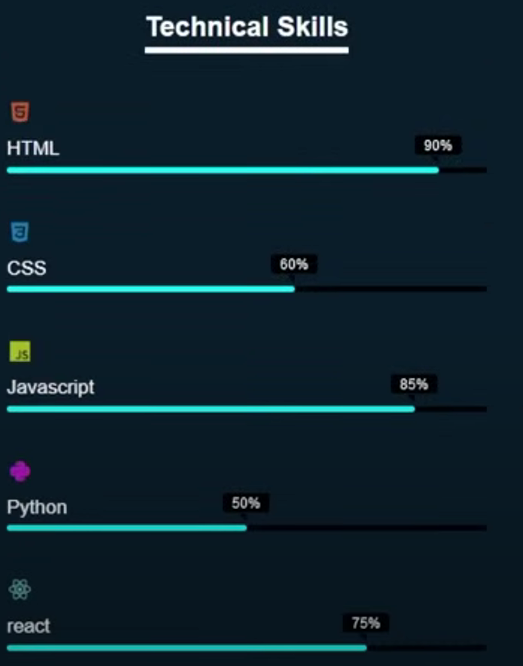 Technical Skills
HTML
90%
CSS
60%
JS
Javascript
85%
Python
50%
react
75%